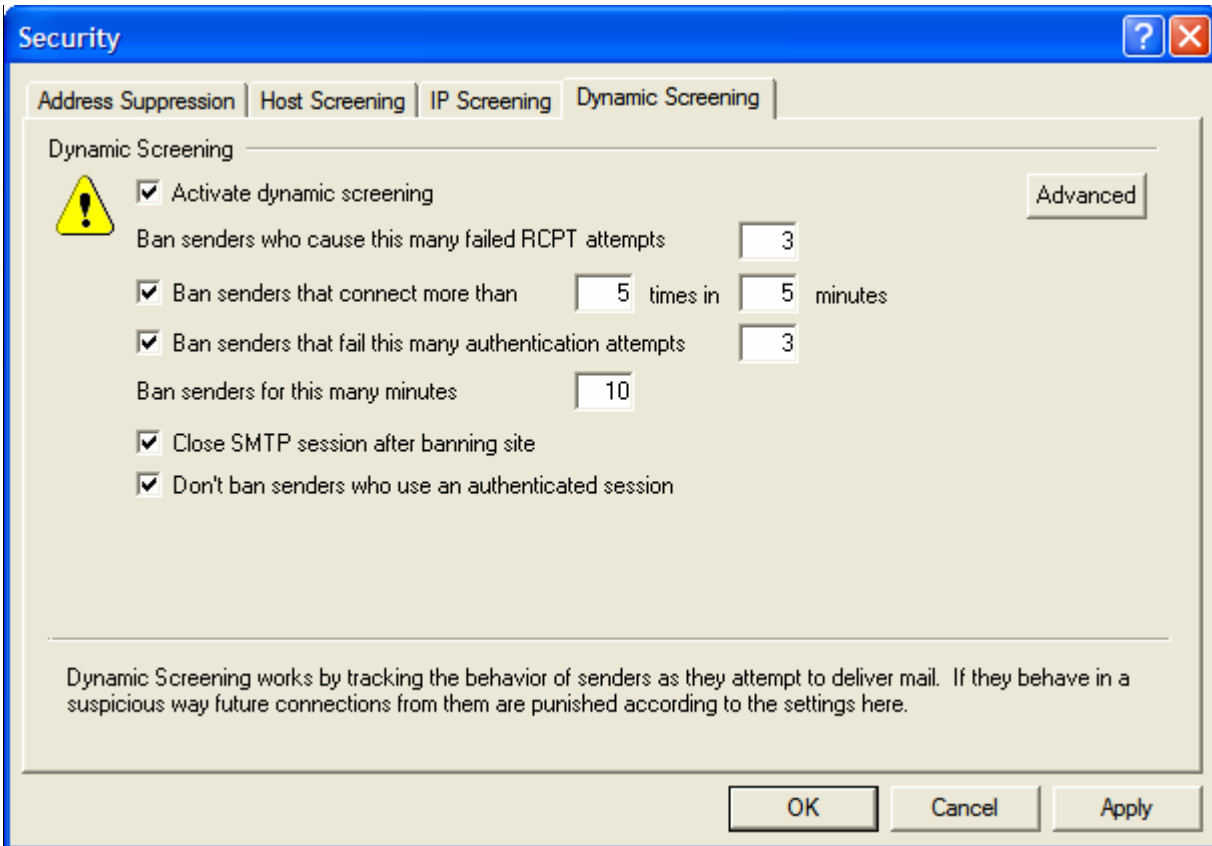 Security
Address Suppression Host Screening IP Screening Dynamic Screening
Dynamic Screening
Activate dynamic screening Advanced
Ban senders who cause this many failed RCPT attempts 3
Ban senders that connect more than 5 times in 5 minutes
Ban senders that fail this many authentication attempts 3
Ban senders for this many minutes 10
Close SMTP session after banning site
Don't ban senders who use an authenticated session
Dynamic Screening works by tracking the behavior of senders as they attempt to deliver mail. If they behave in a
suspicious way future connections from them are punished according to the settings here.
OK Cancel Apply